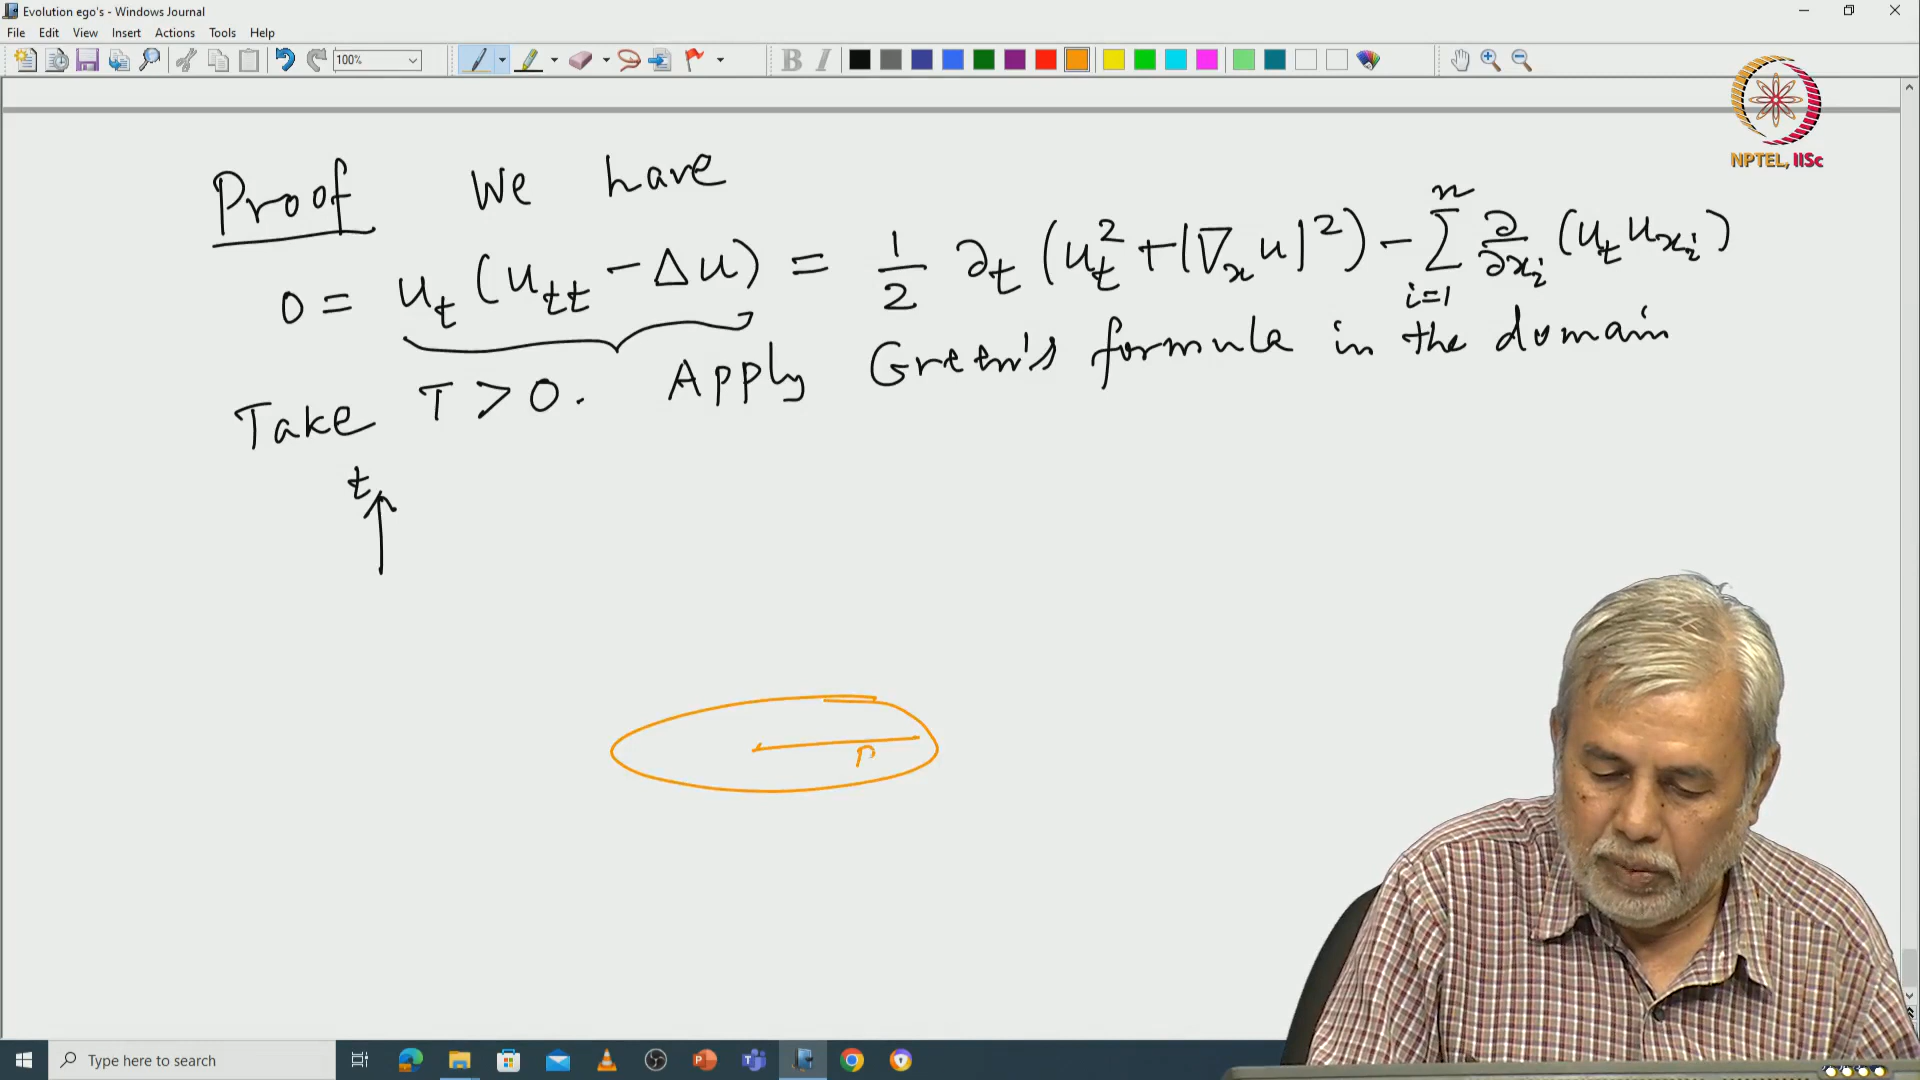 Evolution eqo's - Windows Journal
File Edit View Insert Actions Tools Help
100%
NPTEL, IISc
Proof We have
0 = u_t (u_tt - Δu) = 1/2 ∂_t (u_t^2 + |∇_x u|^2) - Σ_{i=1}^n ∂/∂x_i (u_t u_{x_i})
Take T > 0. Apply Green's formula in the domain
t
Type here to search